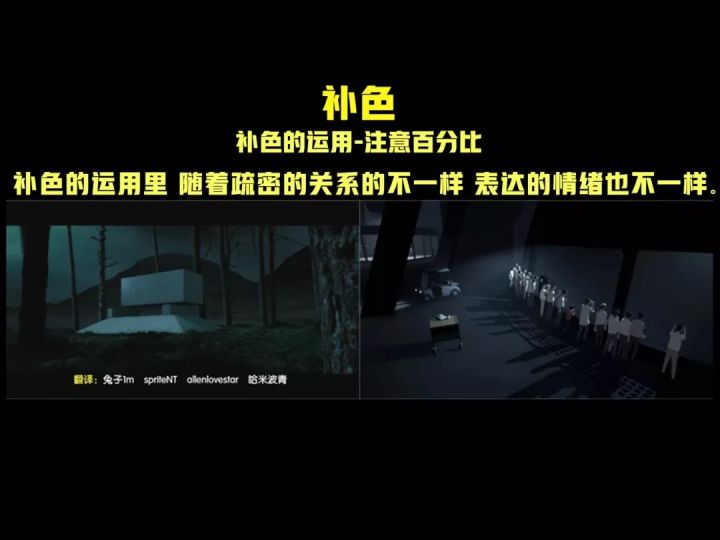 补色
补色的运用-注意百分比
补色的运用里 随着疏密的关系的不一样 表达的情绪也不一样。
翻译：兔子1m spriteNT allenlovestar 哈米波青